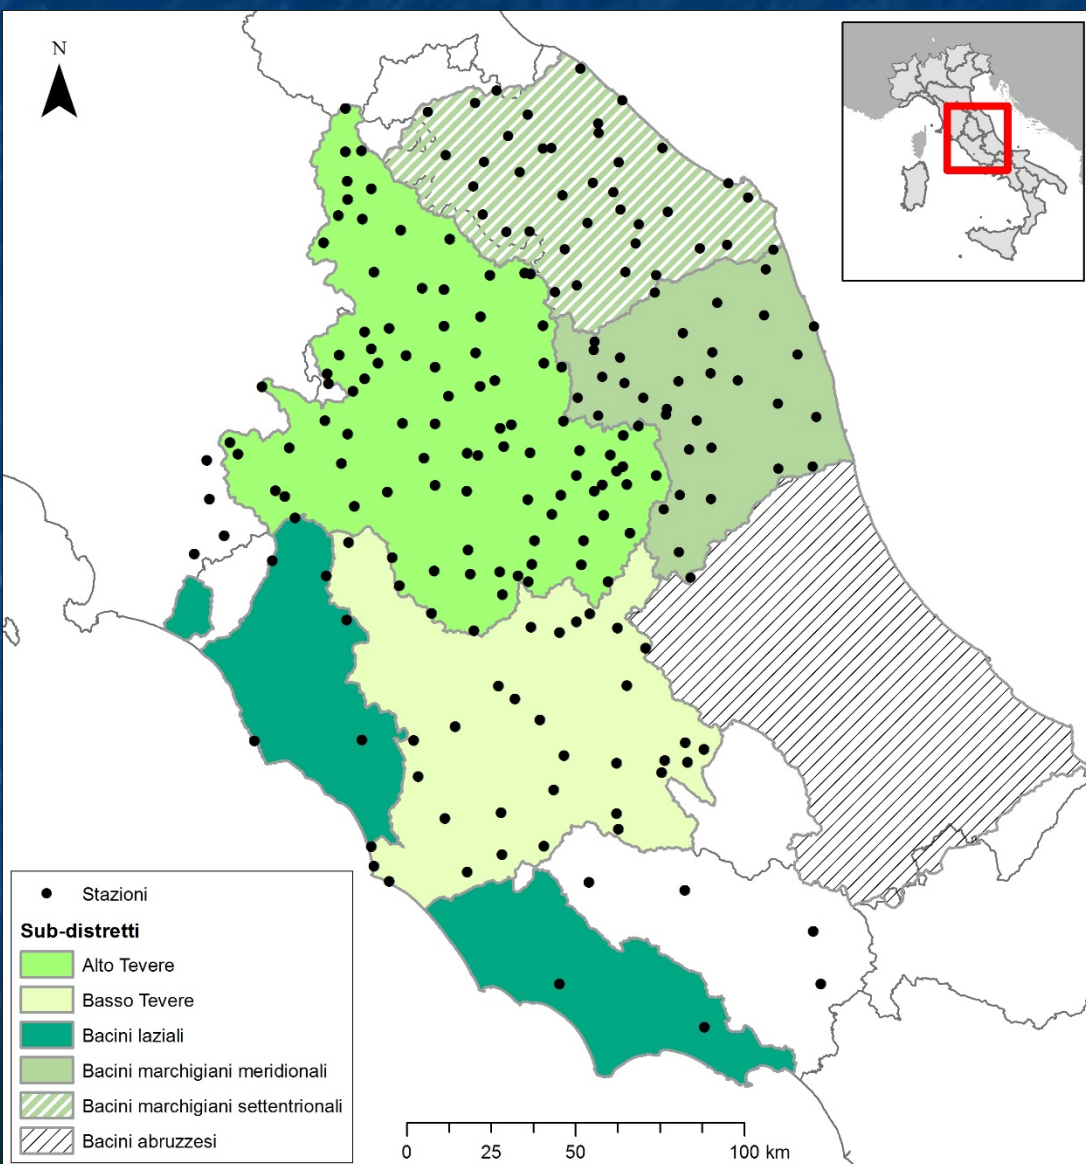 N
Stazioni
Sub-distretti
Alto Tevere
Basso Tevere
Bacini laziali
Bacini marchigiani meridionali
Bacini marchigiani settentrionali
Bacini abruzzesi
0 25 50 100 km